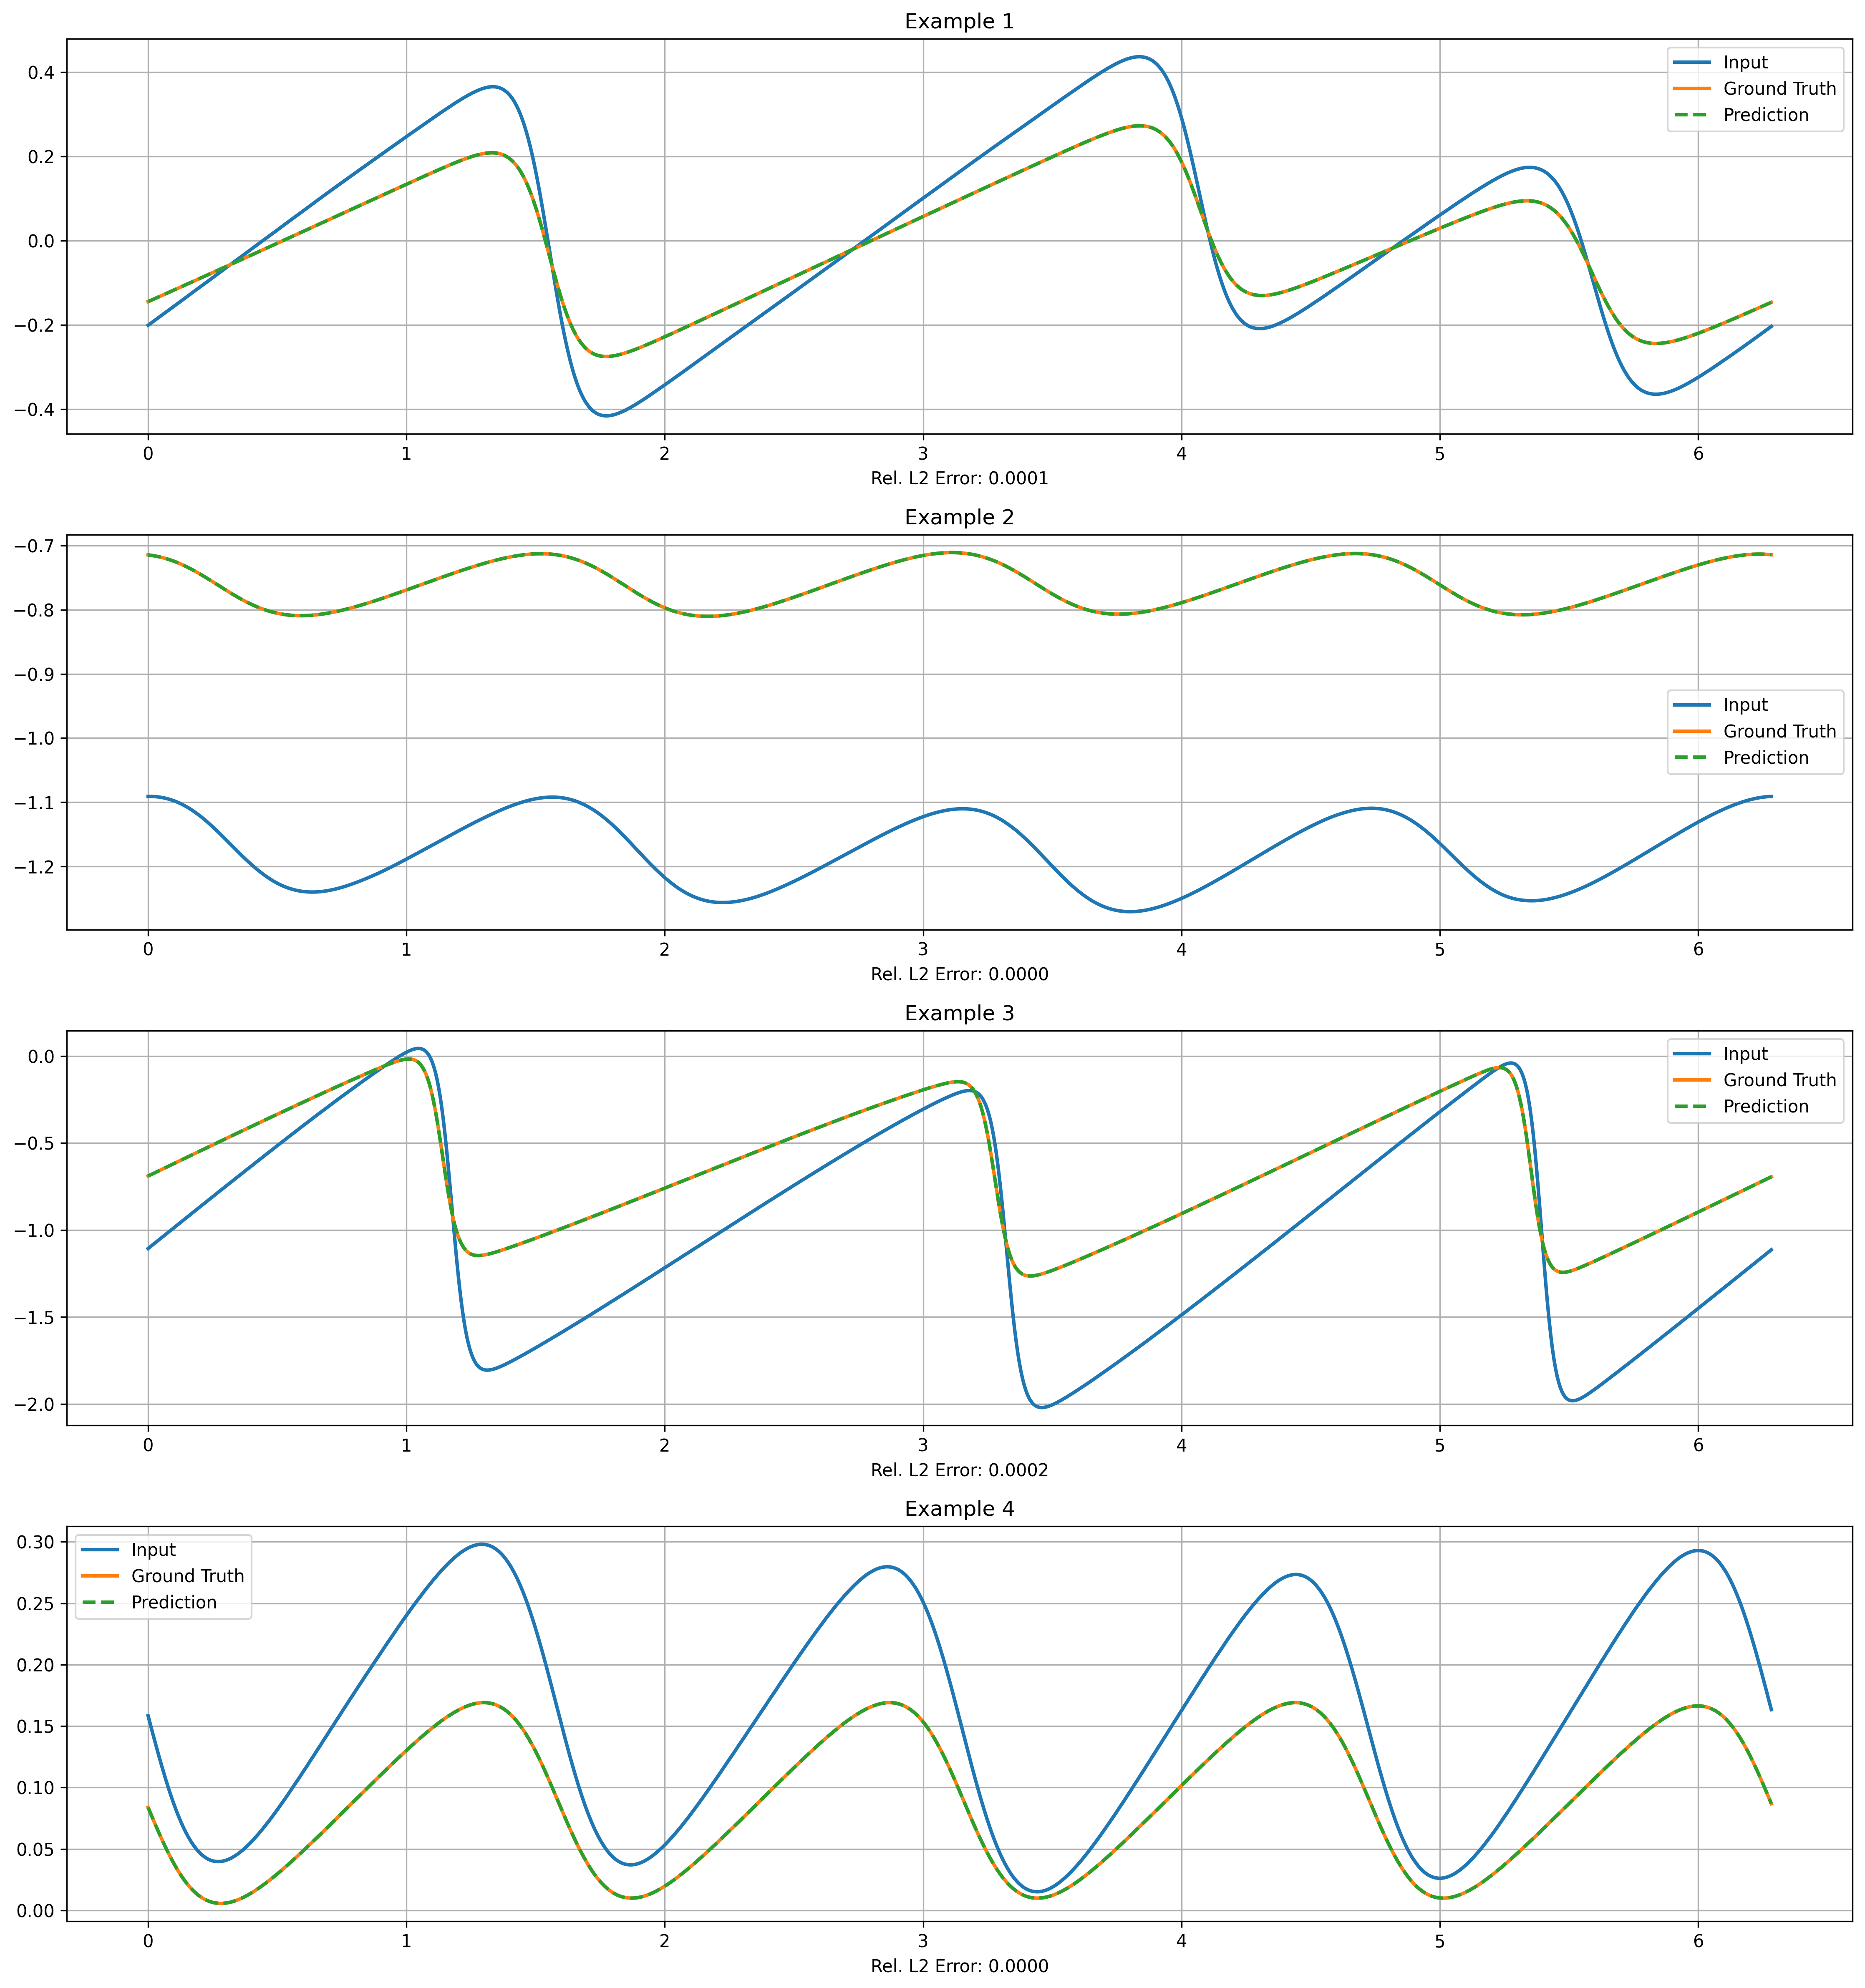 Example 1
0.4
0.2
0.0
−0.2
−0.4
Input
Ground Truth
Prediction
0 1 2 3 4 5 6
Rel. L2 Error: 0.0001
Example 2
−0.7
−0.8
−0.9
−1.0
−1.1
−1.2
Input
Ground Truth
Prediction
0 1 2 3 4 5 6
Rel. L2 Error: 0.0000
Example 3
0.0
−0.5
−1.0
−1.5
−2.0
Input
Ground Truth
Prediction
0 1 2 3 4 5 6
Rel. L2 Error: 0.0002
Example 4
0.30
0.25
0.20
0.15
0.10
0.05
0.00
Input
Ground Truth
Prediction
0 1 2 3 4 5 6
Rel. L2 Error: 0.0000